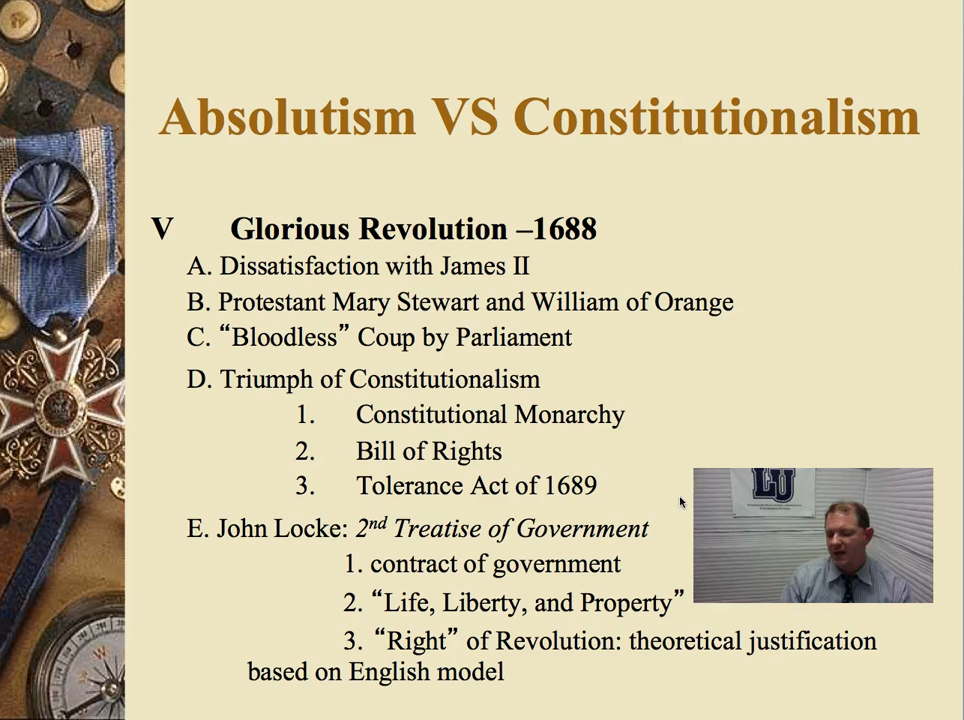 Absolutism VS Constitutionalism
V Glorious Revolution –1688
A. Dissatisfaction with James II
B. Protestant Mary Stewart and William of Orange
C. “Bloodless” Coup by Parliament
D. Triumph of Constitutionalism
1. Constitutional Monarchy
2. Bill of Rights
3. Tolerance Act of 1689
LU
E. John Locke: 2nd Treatise of Government
1. contract of government
2. “Life, Liberty, and Property”
3. “Right” of Revolution: theoretical justification
based on English model